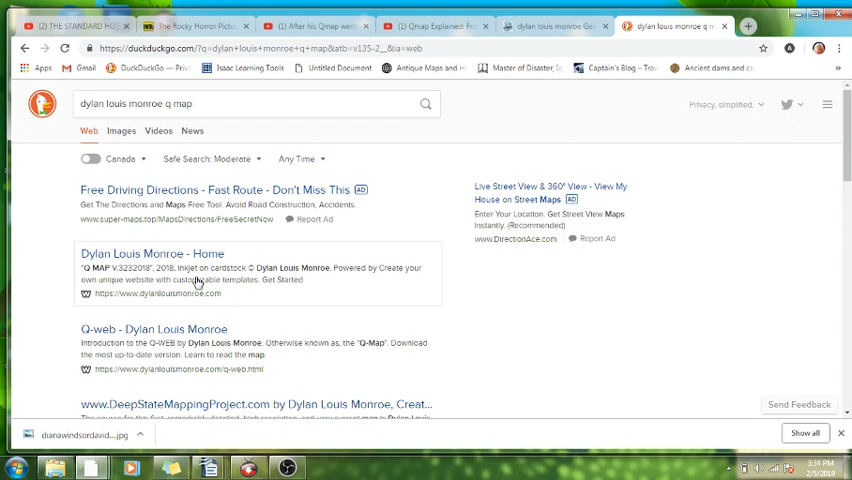 (2) THE STANDARD HO
The Rocky Horror Pictur
(1) After his Qmap wen
(1) Qmap Explained: Fr
dylan louis monroe Ge
dylan louis monroe q m
https://duckduckgo.com/?q=dylan+louis+monroe+q+map&atb=v135-2__&ia=web
Apps
Gmail
DuckDuckGo — Priva
Isaac Learning Tools
Untitled Document
Antique Maps and H
Master of Disaster, Ig
Captain's Blog – Trav
Ancient dams and ca
dylan louis monroe q map
Privacy, simplified.
Web
Images
Videos
News
Canada
Safe Search: Moderate
Any Time
Free Driving Directions - Fast Route - Don't Miss This AD
Get The Directions and Maps Free Tool. Avoid Road Construction, Accidents.
www.super-maps.top/MapsDirections/FreeSecretNow
Report Ad
Dylan Louis Monroe - Home
"Q MAP V.3232018", 2018, inkjet on cardstock © Dylan Louis Monroe. Powered by Create your
own unique website with customizable templates. Get Started
https://www.dylanlouismonroe.com
Q-web - Dylan Louis Monroe
Introduction to the Q-WEB by Dylan Louis Monroe. Otherwise known as, the "Q-Map". Download
the most up-to-date version. Learn to read the map.
https://www.dylanlouismonroe.com/q-web.html
www.DeepStateMappingProject.com by Dylan Louis Monroe, Creat...
Live Street View & 360° View - View My
House on Street Maps AD
Enter Your Location. Get Street View Maps
Instantly. (Recommended)
www.DirectionAce.com
Report Ad
Send Feedback
dianawindsordavid....jpg
Show all
3:34 PM
2/5/2019